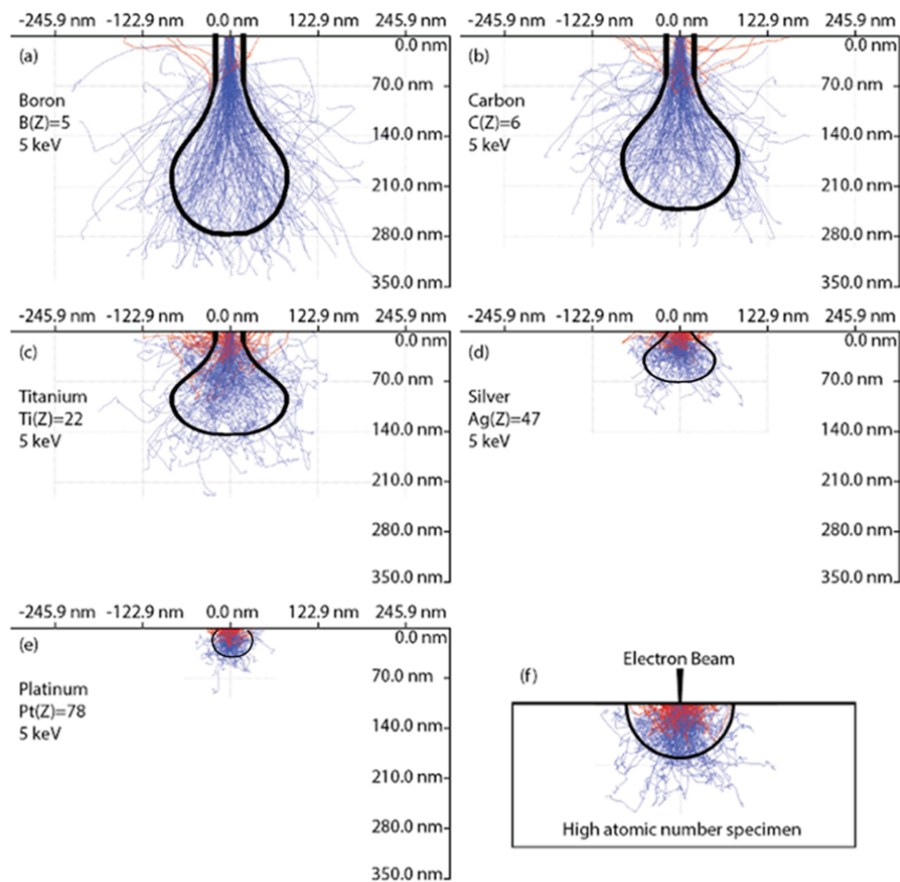 -245.9 nm -122.9 nm 0.0 nm 122.9 nm 245.9 nm
(a)
0.0 nm
70.0 nm
Boron
B(Z)=5
5 keV
140.0 nm
210.0 nm
280.0 nm
350.0 nm
-245.9 nm -122.9 nm 0.0 nm 122.9 nm 245.9 nm
(b)
0.0 nm
70.0 nm
Carbon
C(Z)=6
5 keV
140.0 nm
210.0 nm
280.0 nm
350.0 nm
-245.9 nm -122.9 nm 0.0 nm 122.9 nm 245.9 nm
(c)
0.0 nm
70.0 nm
Titanium
Ti(Z)=22
5 keV
140.0 nm
210.0 nm
280.0 nm
350.0 nm
-245.9 nm -122.9 nm 0.0 nm 122.9 nm 245.9 nm
(d)
0.0 nm
70.0 nm
Silver
Ag(Z)=47
5 keV
140.0 nm
210.0 nm
280.0 nm
350.0 nm
-245.9 nm -122.9 nm 0.0 nm 122.9 nm 245.9 nm
(e)
0.0 nm
70.0 nm
Platinum
Pt(Z)=78
5 keV
140.0 nm
210.0 nm
280.0 nm
350.0 nm
Electron Beam
(f)
High atomic number specimen